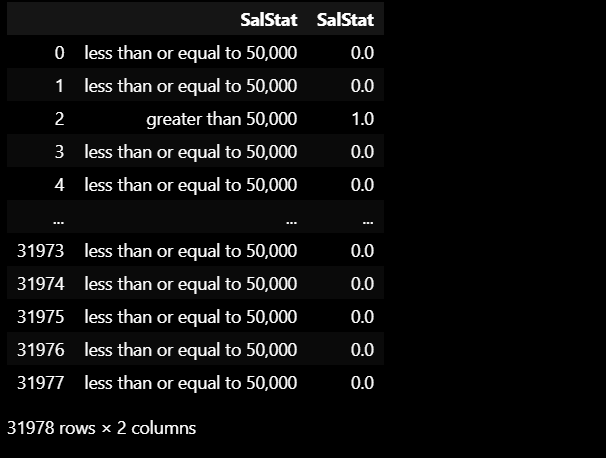 SalStat SalStat
0 less than or equal to 50,000 0.0
1 less than or equal to 50,000 0.0
2 greater than 50,000 1.0
3 less than or equal to 50,000 0.0
4 less than or equal to 50,000 0.0
... ... ...
31973 less than or equal to 50,000 0.0
31974 less than or equal to 50,000 0.0
31975 less than or equal to 50,000 0.0
31976 less than or equal to 50,000 0.0
31977 less than or equal to 50,000 0.0
31978 rows × 2 columns